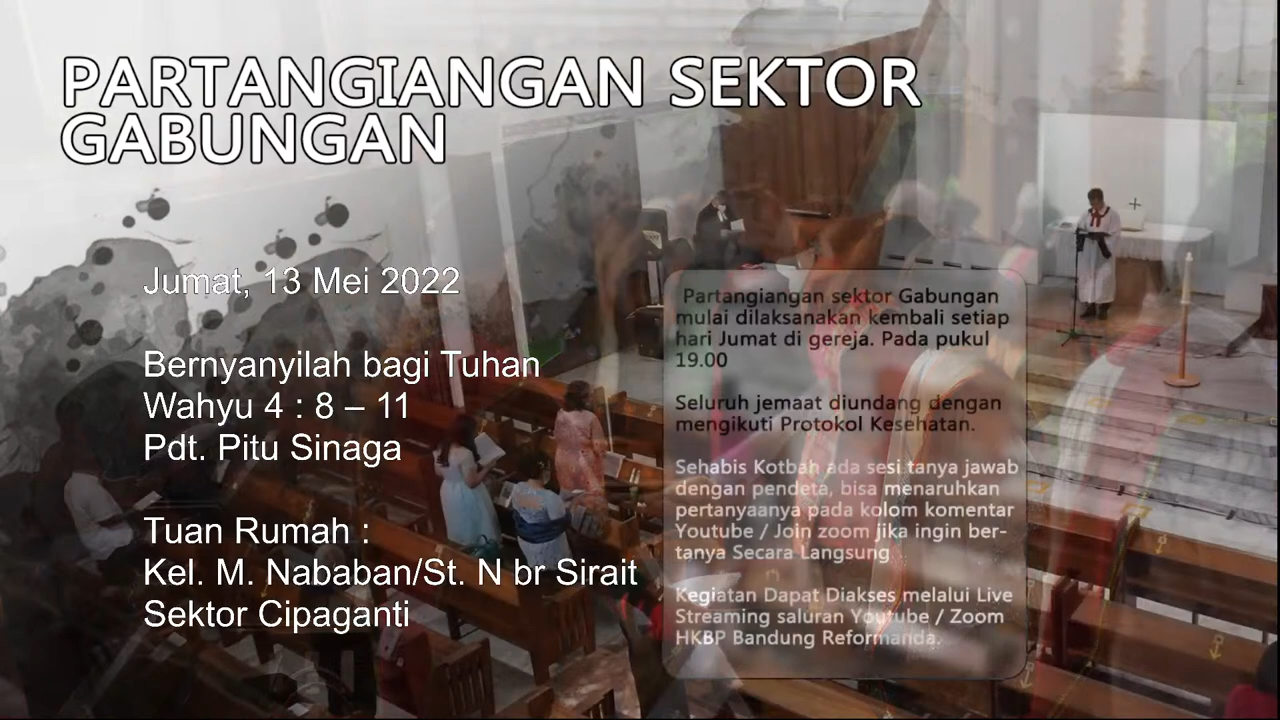 PARTANGIANGAN SEKTOR
GABUNGAN
Jumat, 13 Mei 2022
Bernyanyilah bagi Tuhan
Wahyu 4 : 8 – 11
Pdt. Pitu Sinaga
Tuan Rumah :
Kel. M. Nababan/St. N br Sirait
Sektor Cipaganti
Partangiangan sektor Gabungan
mulai dilaksanakan kembali setiap
hari Jumat di gereja. Pada pukul
19.00
Seluruh jemaat diundang dengan
mengikuti Protokol Kesehatan.
Sehabis Kotbah ada sesi tanya jawab
dengan pendeta, bisa menaruhkan
pertanyaanya pada kolom komentar
Youtube / Join zoom jika ingin ber-
tanya Secara Langsung
Kegiatan Dapat Diakses melalui Live
Streaming saluran Youtube / Zoom
HKBP Bandung Reformanda.